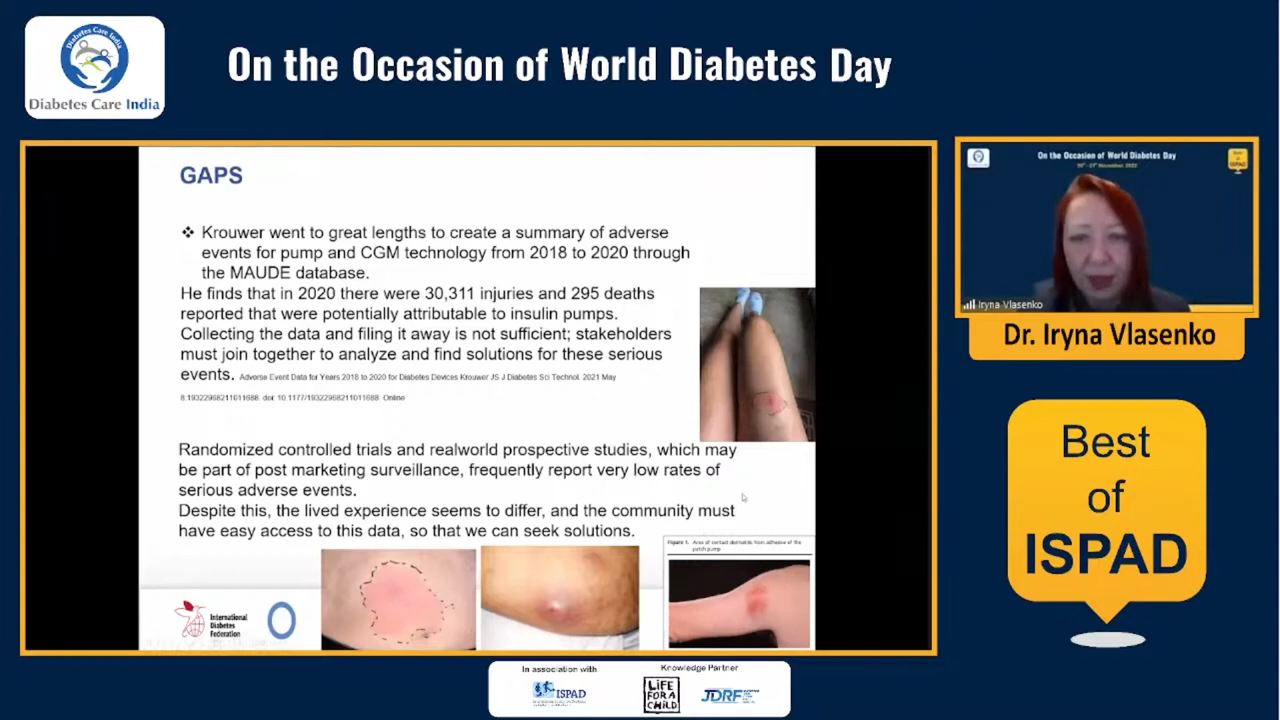 Diabetes Care India
Diabetes Care India
On the Occasion of World Diabetes Day
GAPS
❖ Krouwer went to great lengths to create a summary of adverse
events for pump and CGM technology from 2018 to 2020 through
the MAUDE database.
He finds that in 2020 there were 30,311 injuries and 295 deaths
reported that were potentially attributable to insulin pumps.
Collecting the data and filing it away is not sufficient; stakeholders
must join together to analyze and find solutions for these serious
events. Adverse Event Data for Years 2018 to 2020 for Diabetes Devices Krouwer JS J Diabetes Sci Technol. 2021 May
8:19322968211011688. doi: 10.1177/19322968211011688. Online
Randomized controlled trials and realworld prospective studies, which may
be part of post marketing surveillance, frequently report very low rates of
serious adverse events.
Despite this, the lived experience seems to differ, and the community must
have easy access to this data, so that we can seek solutions.
Figure 1. Area of contact dermatitis from adhesive of the
patch pump
International
Diabetes
Federation
On the Occasion of World Diabetes Day
Best
of
ISPAD
Iryna Vlasenko
Dr. Iryna Vlasenko
Best
of
ISPAD
In association with
ISPAD
Knowledge Partner
LiFE
FOR A
CHiLD
JDRF